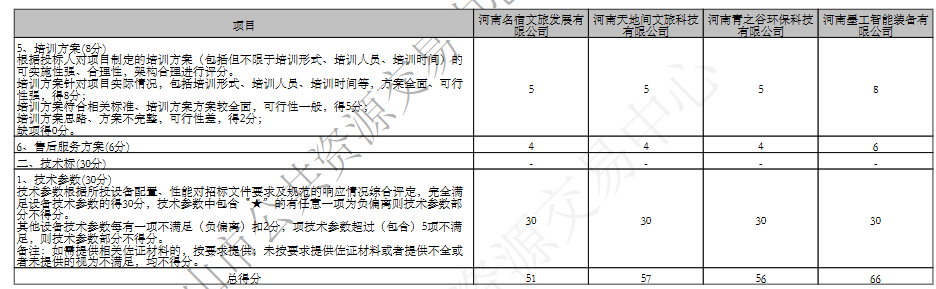 项目 河南名宿文旅发展有限公司 河南天地间文旅科技有限公司 河南青之谷环保科技有限公司 河南墨工智能装备有限公司
5、培训方案(8分)
根据投标人对项目制定的培训方案（包括但不限于培训形式、培训人员、培训时间）的
可实施性强、合理性，架构合理进行评分。
培训方案针对项目实际情况，包括培训形式、培训人员、培训时间等，方案全面、可行
性强，得8分；
培训方案符合相关标准、培训方案方案较全面，可行性一般，得5分；
培训方案思路、方案不完整，可行性差，得2分；
缺项得0分。
5 5 5 8
6、售后服务方案(6分) 4 4 4 6
二、技术标(30分) - - - -
1、技术参数(30分)
技术参数根据所投设备配置、性能对招标文件要求及规范的响应情况综合评定，完全满
足设备技术参数的得30分，技术参数中包含“★”的有任意一项为负偏离则技术参数部
分不得分。
其他设备技术参数每有一项不满足（负偏离）扣2分，项技术参数超过（包含）5项不满
足，则技术参数部分不得分。
备注：如需提供相关佐证材料的，按要求提供；未按要求提供佐证材料或者提供不全或
者未提供的视为不满足，均不得分。
30 30 30 30
总得分 51 57 56 66
山市公共资源交易中心
资源交易中心